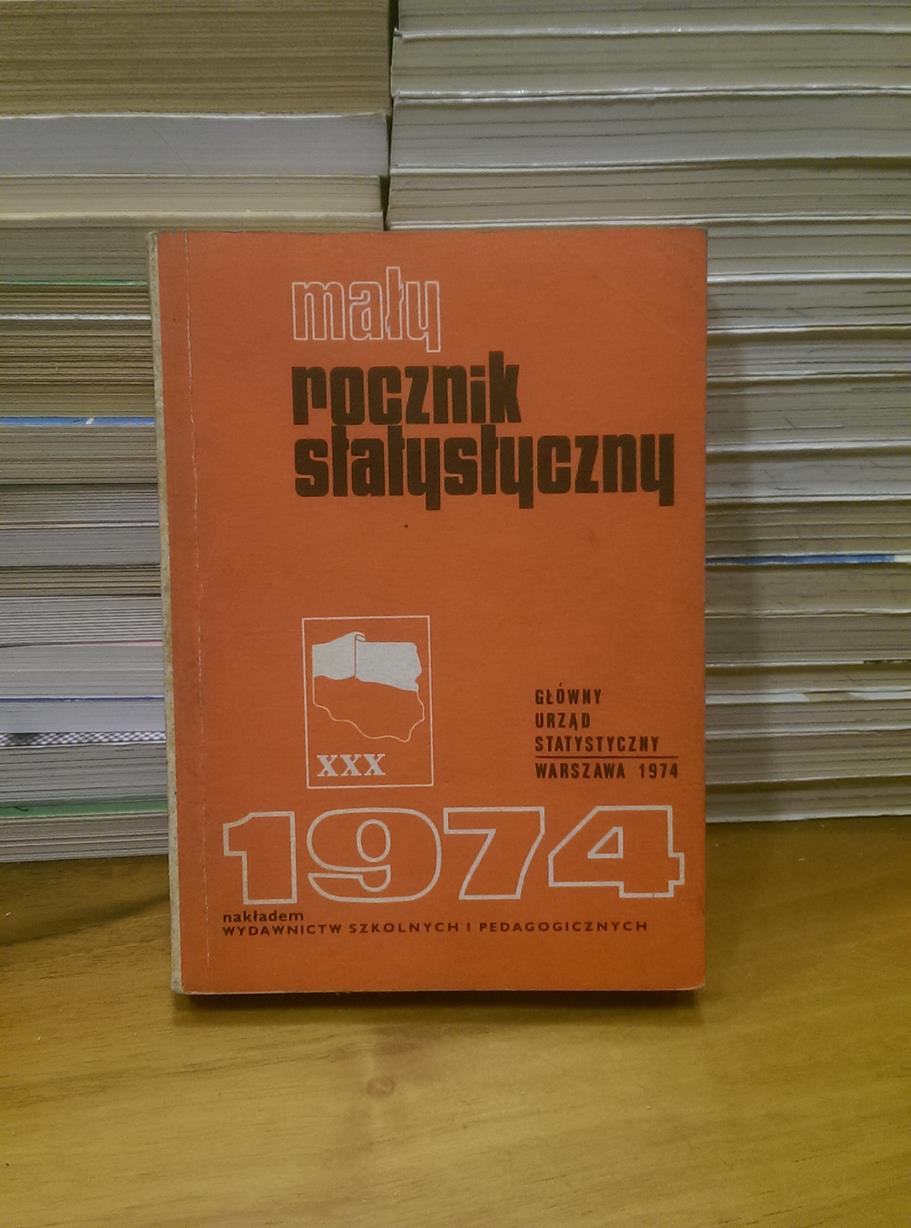 mały
rocznik
statystyczny
XXX
GŁÓWNY
URZĄD
STATYSTYCZNY
WARSZAWA 1974
1974
nakładem
WYDAWNICTW SZKOLNYCH I PEDAGOGICZNYCH